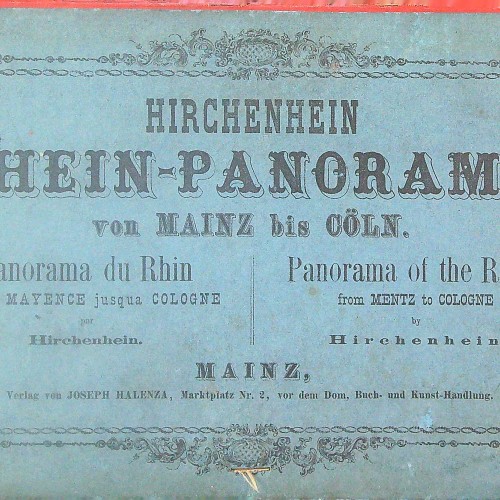 HIRCHENHEIN
HEIN-PANORAM
von MAINZ bis CÖLN.
anorama du Rhin
MAYENCE jusqua COLOGNE
par
Hirchenhein.
Panorama of the R
from MENTZ to COLOGNE
by
Hirchenhein
MAINZ,
Verlag von JOSEPH HALENZA, Marktplatz Nr. 2, vor dem Dom, Buch- und Kunst-Handlung.